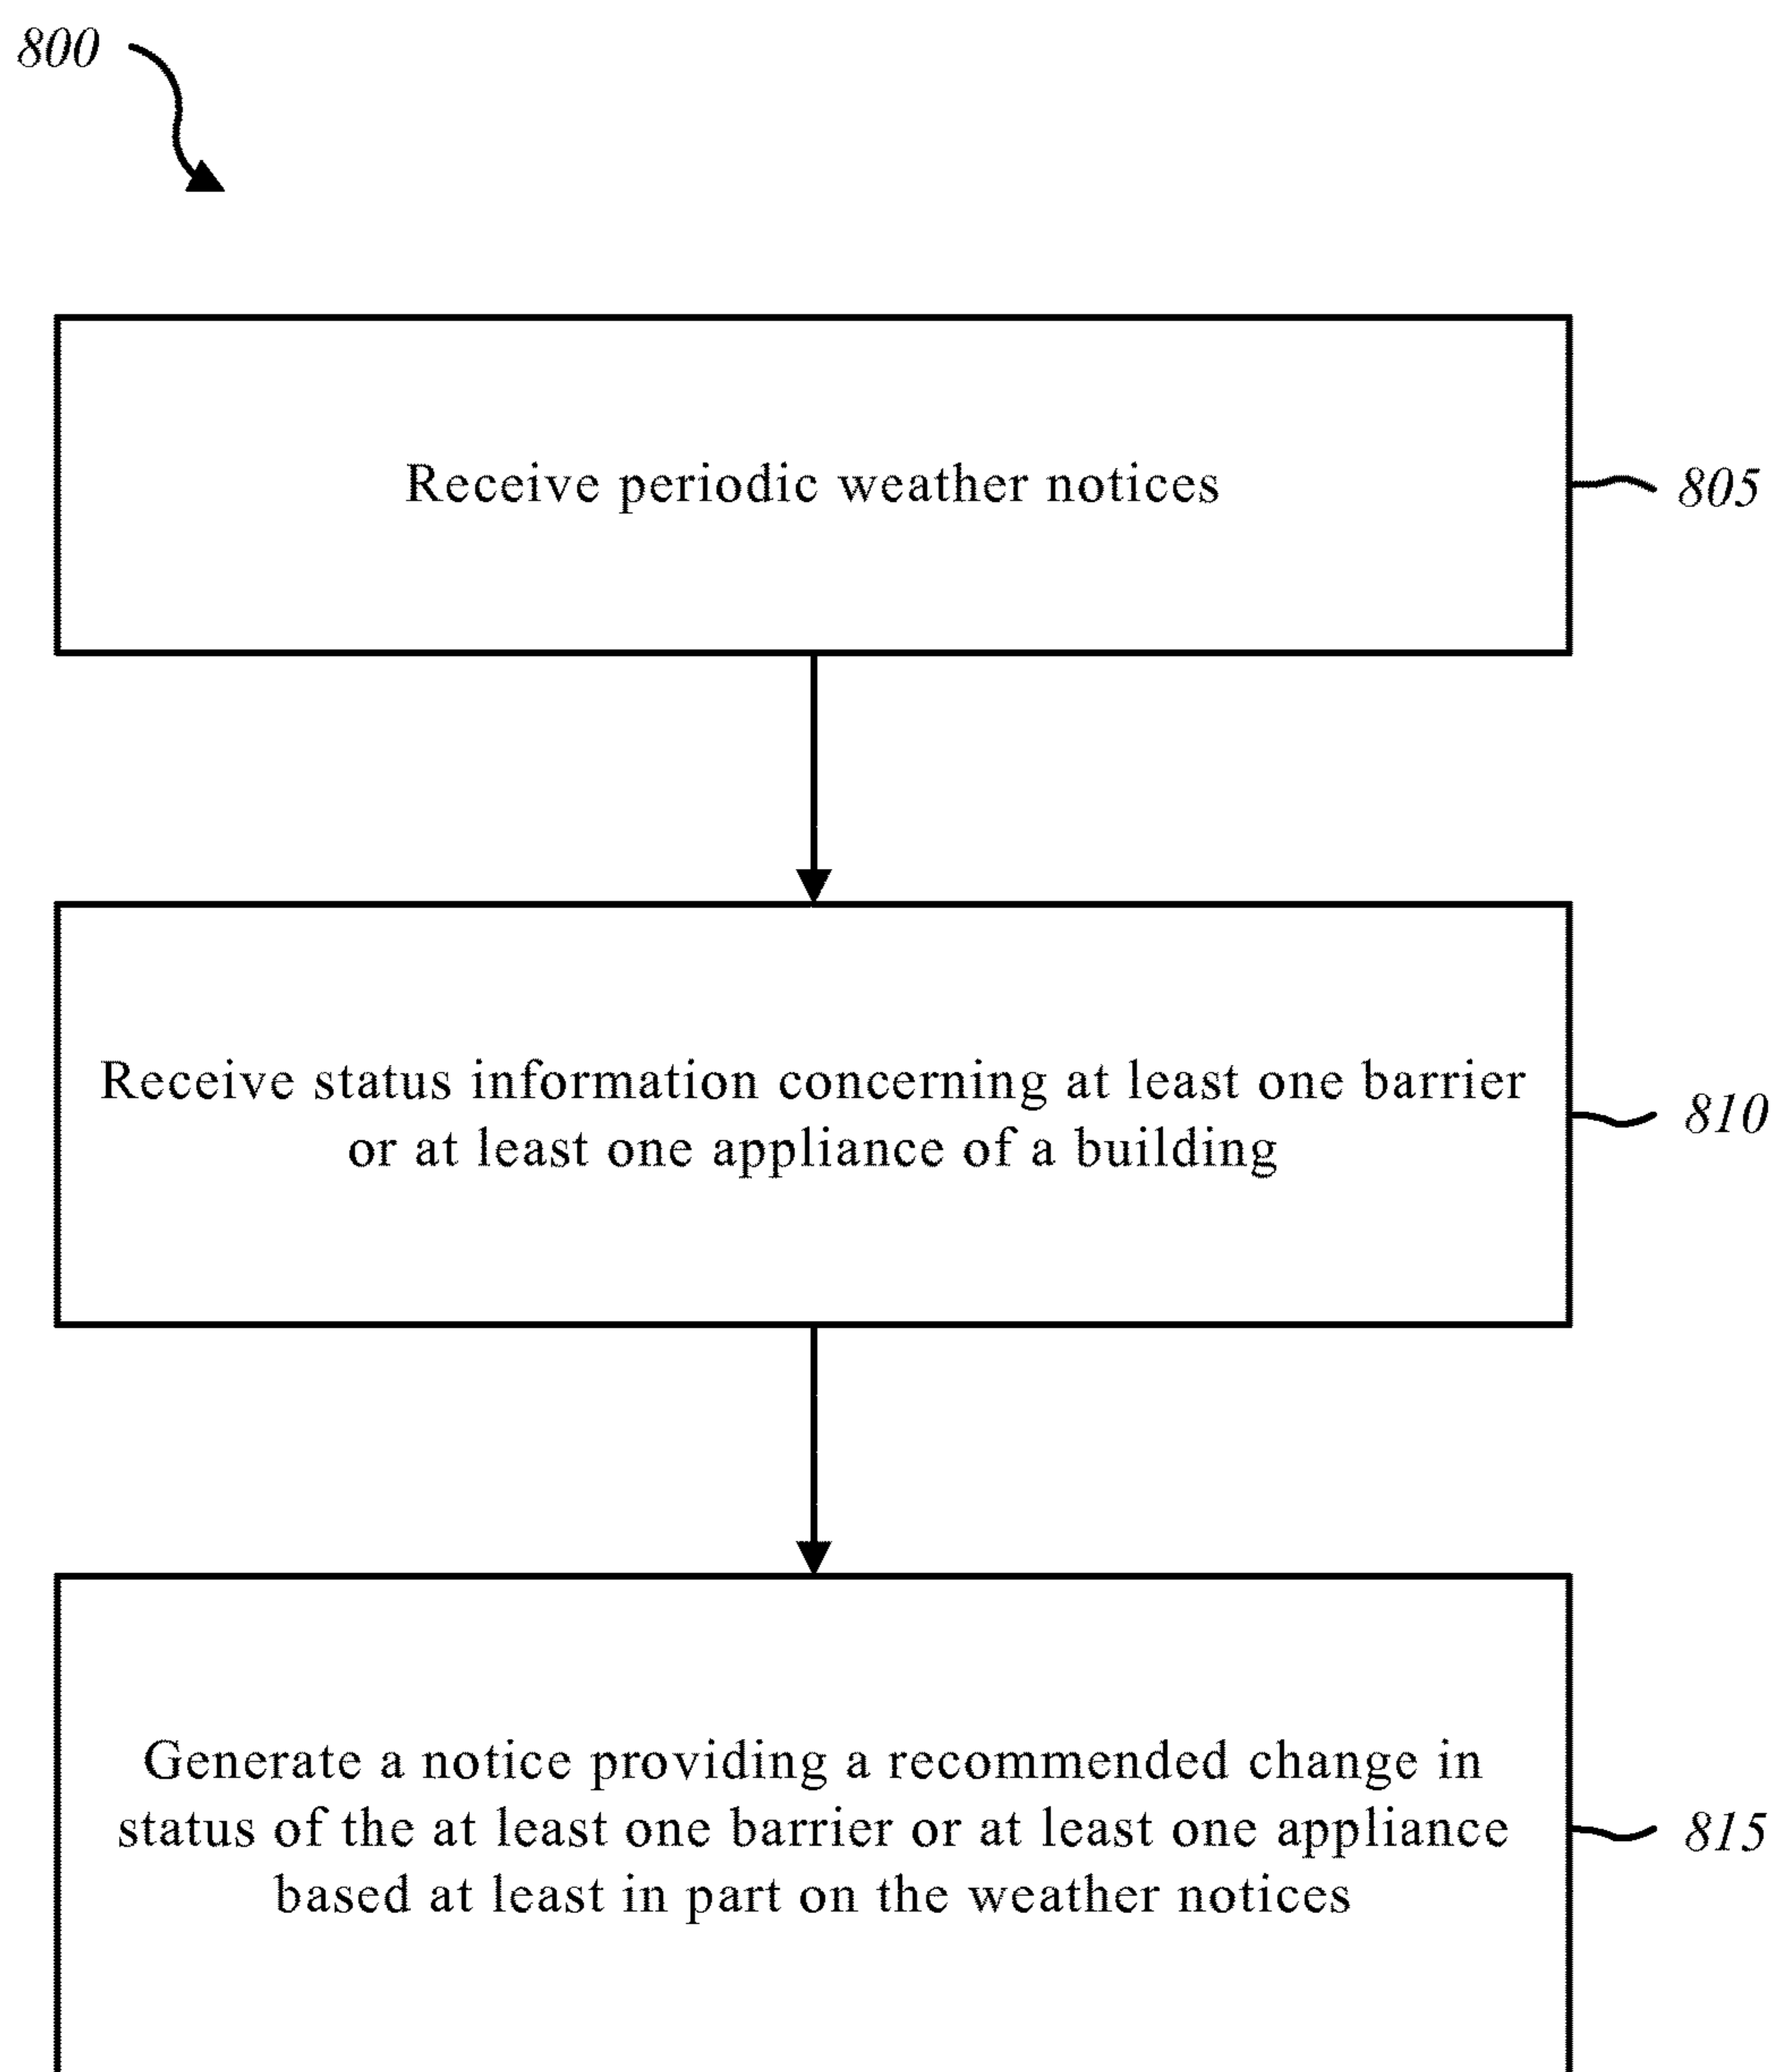 800
Receive periodic weather notices
805
Receive status information concerning at least one barrier
or at least one appliance of a building
810
Generate a notice providing a recommended change in
status of the at least one barrier or at least one appliance
based at least in part on the weather notices
815